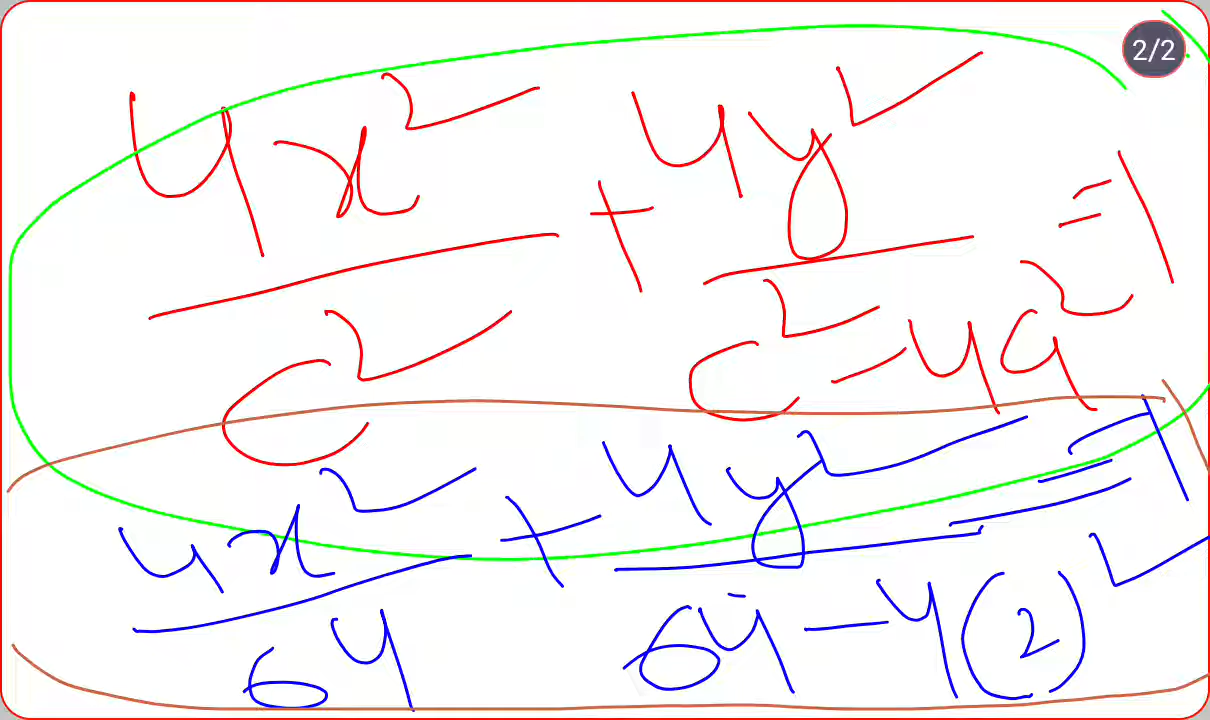 2/2
4x² + 4y² = 1
c² c² - 4a²
4x² + 4y² = 1
64 64 - 4(2)²